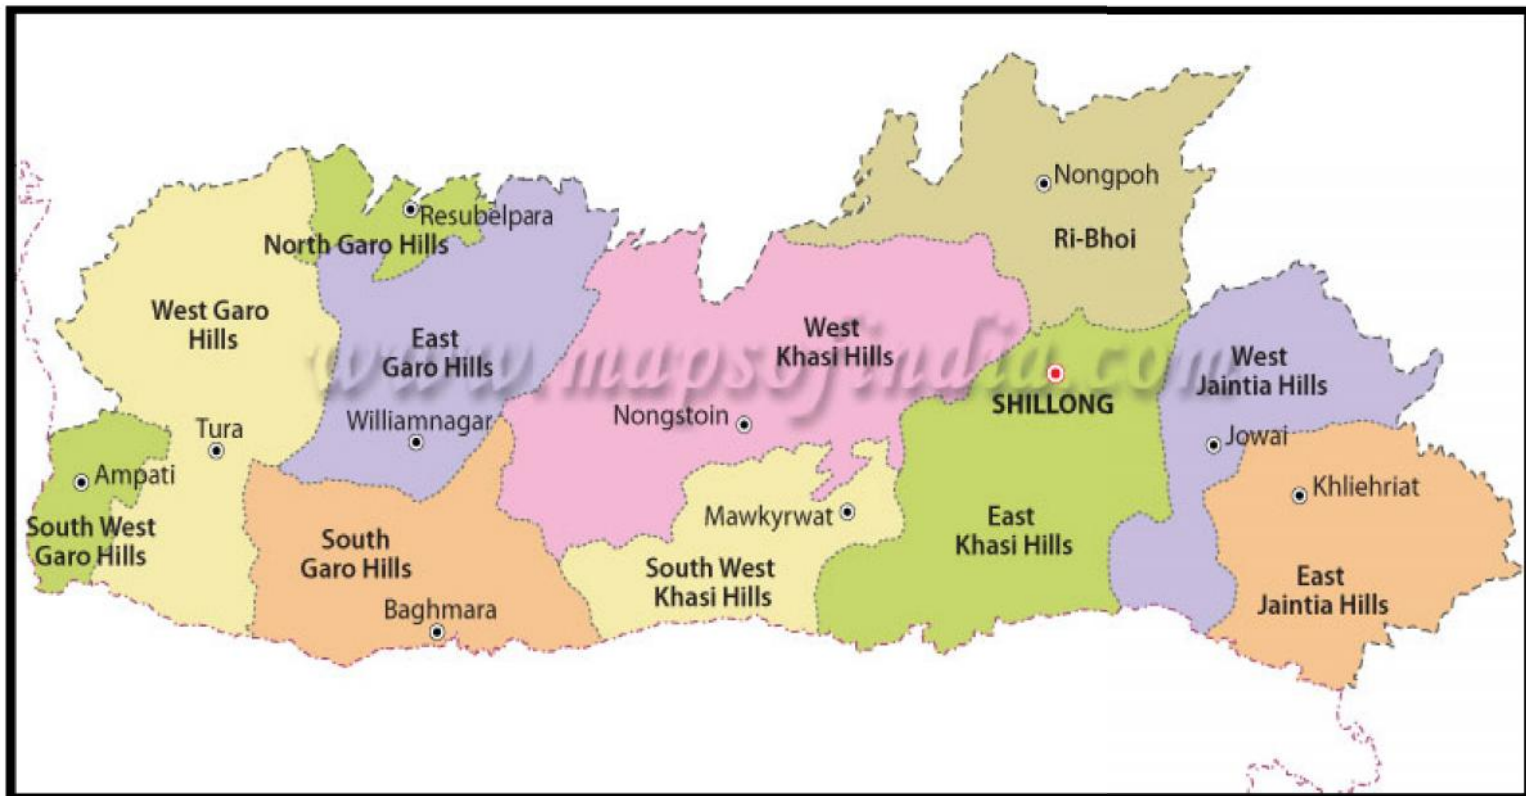 Nongpoh
Ri-Bhoi
Resubelpara
North Garo Hills
West Garo
Hills
East
Garo Hills
West
Khasi Hills
www.mapsofindia.com
West
Jaintia Hills
SHILLONG
Tura
Williamnagar
Nongstoin
Jowai
Ampati
Khliehriat
South West
Garo Hills
South
Garo Hills
Mawkyrwat
East
Khasi Hills
South West
Khasi Hills
East
Jaintia Hills
Baghmara